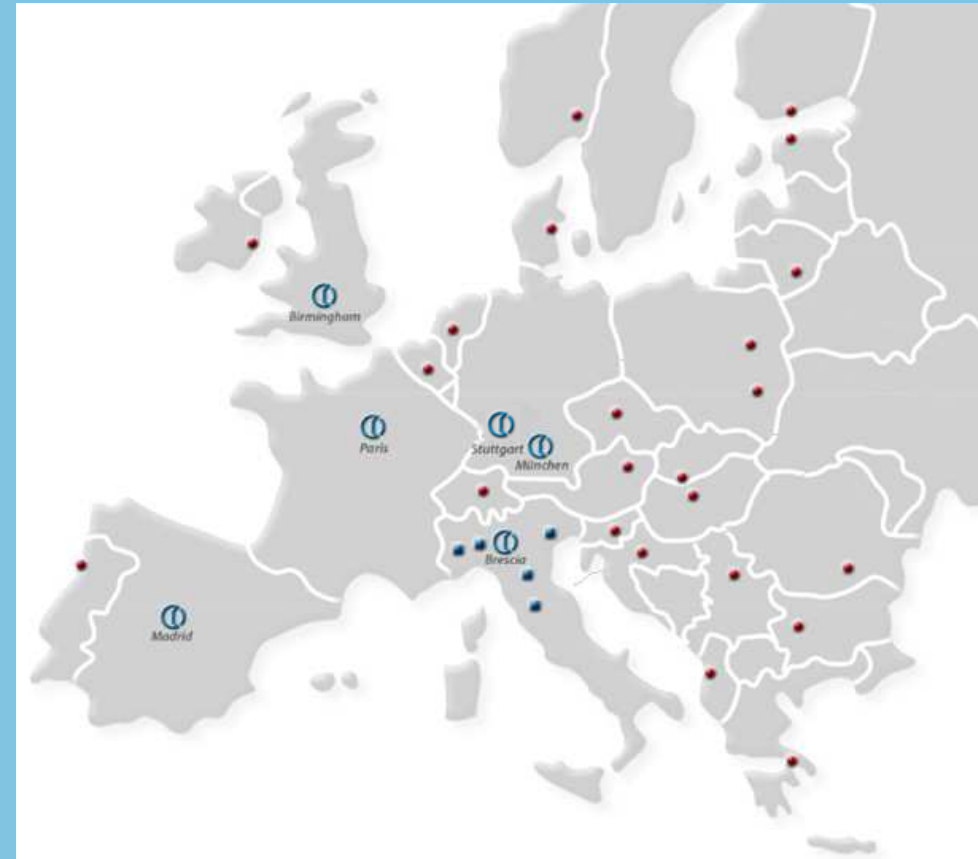 Birmingham
Paris
Stuttgart
München
Brescia
Madrid